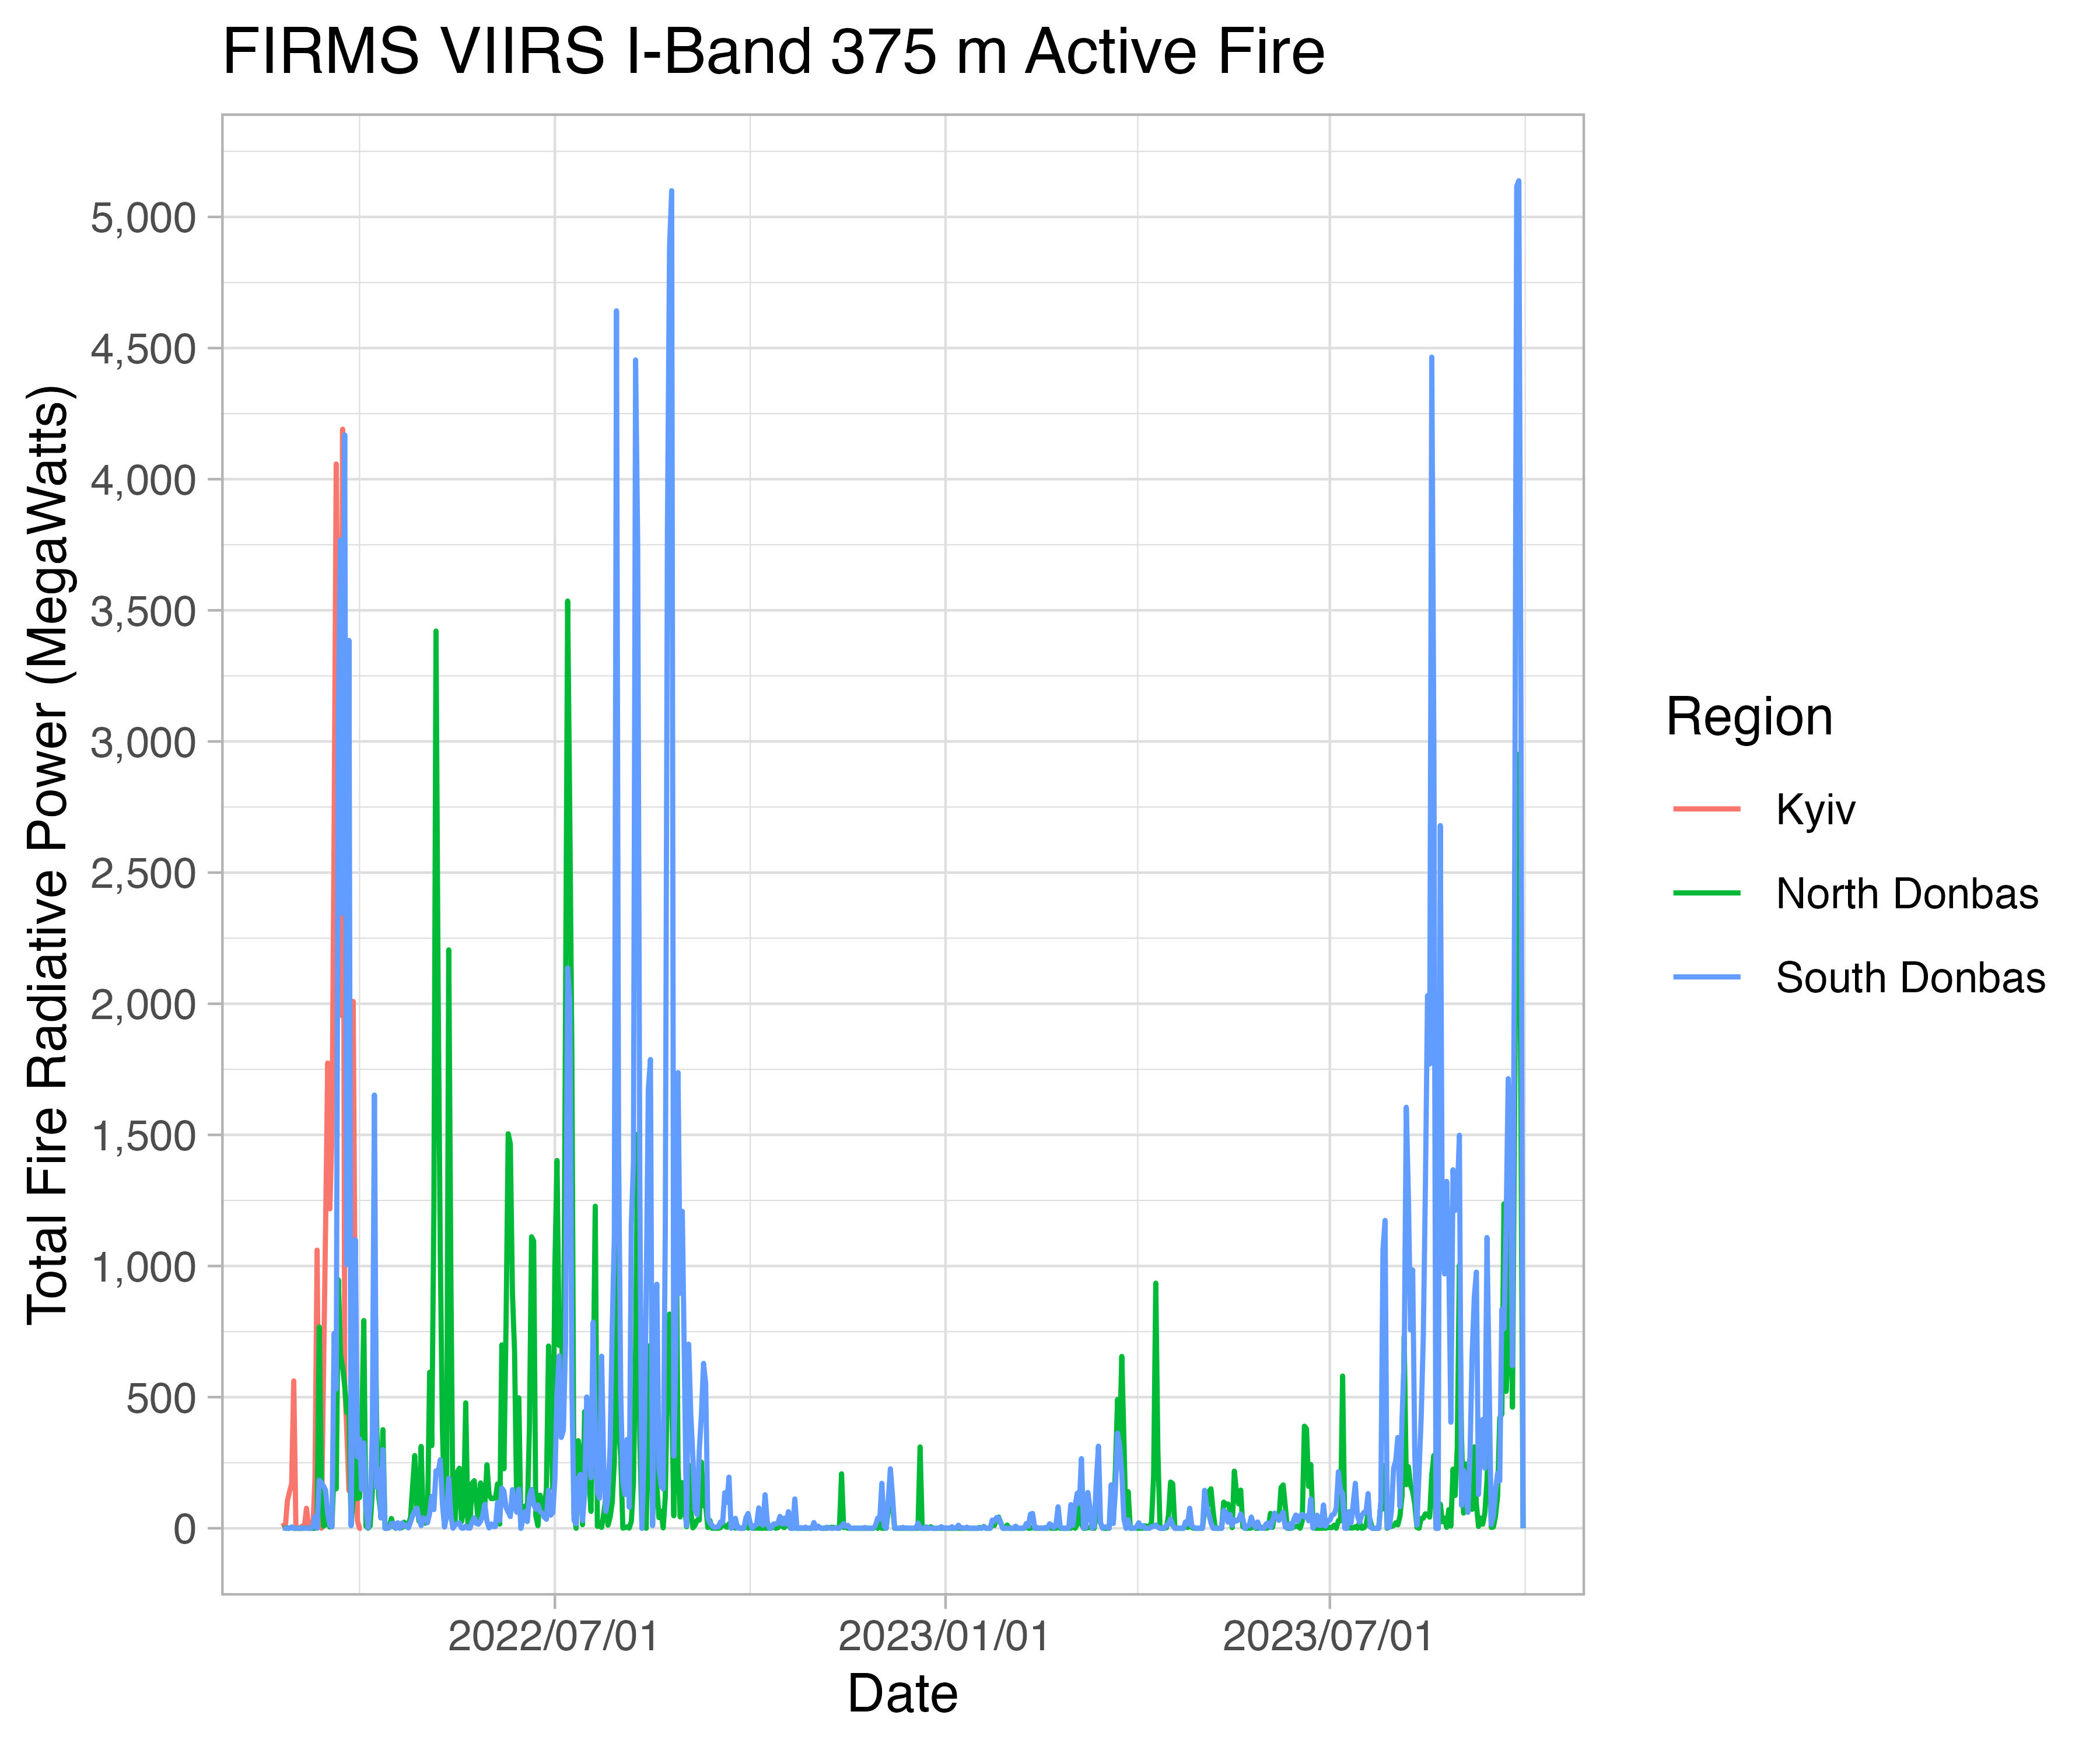 FIRMS VIIRS I-Band 375 m Active Fire
Total Fire Radiative Power (MegaWatts)
5,000
4,500
4,000
3,500
3,000
2,500
2,000
1,500
1,000
500
0
2022/07/01
2023/01/01
2023/07/01
Date
Region
Kyiv
North Donbas
South Donbas